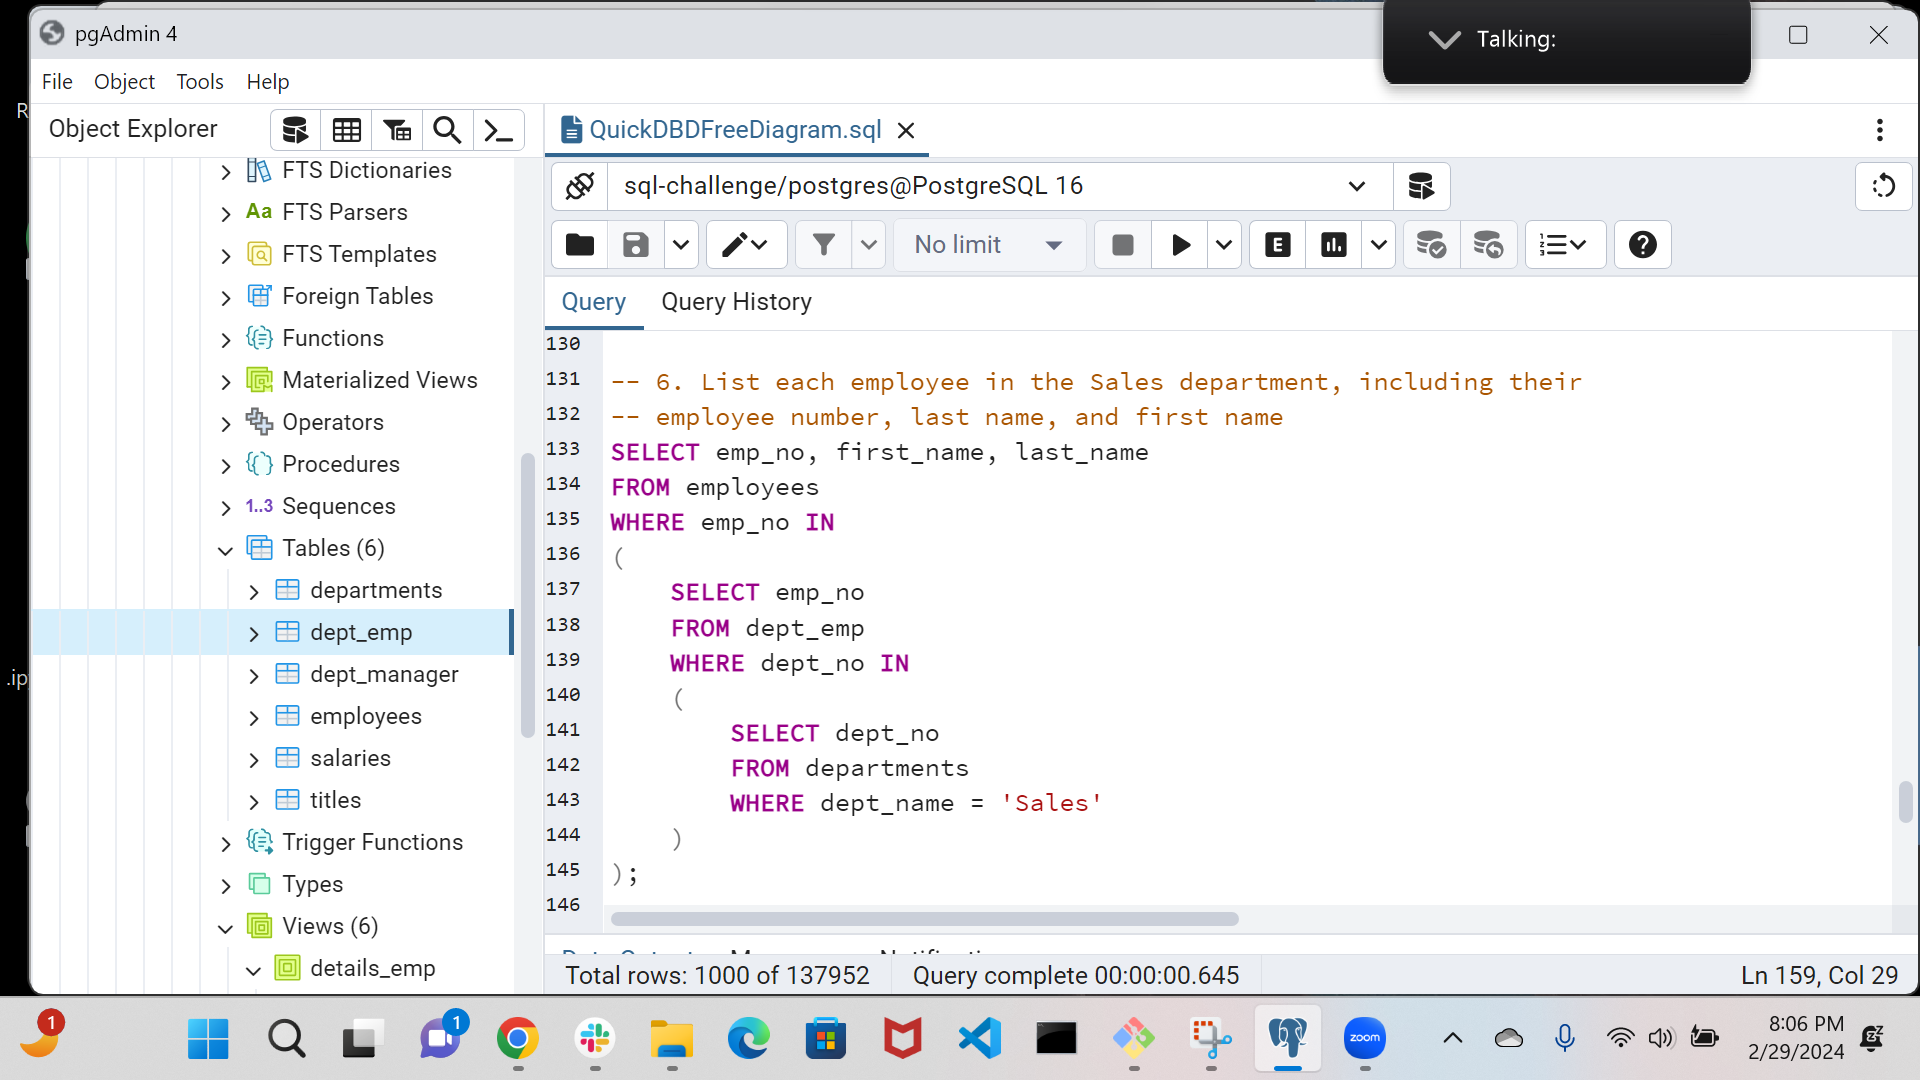 pgAdmin 4
Talking:
File Object Tools Help
Object Explorer
QuickDBDFreeDiagram.sql
sql-challenge/postgres@PostgreSQL 16
No limit
E
Query Query History
FTS Dictionaries
Aa FTS Parsers
FTS Templates
Foreign Tables
Functions
Materialized Views
Operators
Procedures
1..3 Sequences
Tables (6)
departments
dept_emp
dept_manager
employees
salaries
titles
Trigger Functions
Types
Views (6)
details_emp
130
131 -- 6. List each employee in the Sales department, including their
132 -- employee number, last name, and first name
133 SELECT emp_no, first_name, last_name
134 FROM employees
135 WHERE emp_no IN
136 (
137 SELECT emp_no
138 FROM dept_emp
139 WHERE dept_no IN
140 (
141 SELECT dept_no
142 FROM departments
143 WHERE dept_name = 'Sales'
144 )
145 );
146
Total rows: 1000 of 137952 Query complete 00:00:00.645 Ln 159, Col 29
1
1
zoom
8:06 PM
2/29/2024
R
.ip